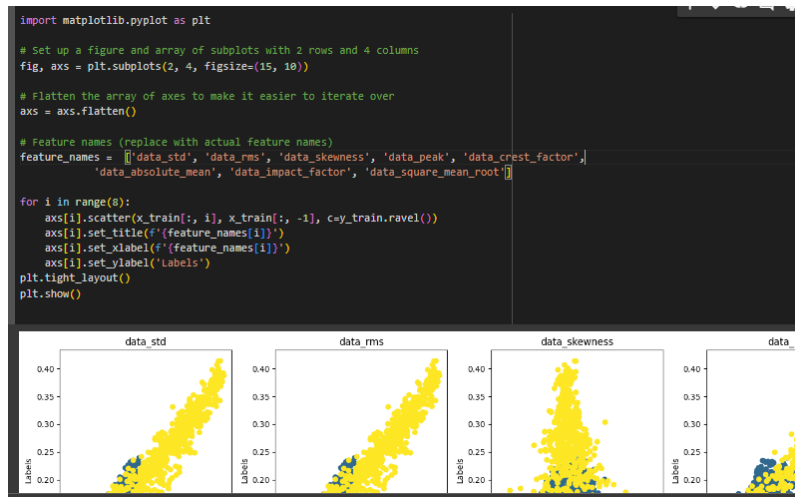 import matplotlib.pyplot as plt
# Set up a figure and array of subplots with 2 rows and 4 columns
fig, axs = plt.subplots(2, 4, figsize=(15, 10))
# Flatten the array of axes to make it easier to iterate over
axs = axs.flatten()
# Feature names (replace with actual feature names)
feature_names = ['data_std', 'data_rms', 'data_skewness', 'data_peak', 'data_crest_factor',
'data_absolute_mean', 'data_impact_factor', 'data_square_mean_root']
for i in range(8):
axs[i].scatter(x_train[:, i], x_train[:, -1], c=y_train.ravel())
axs[i].set_title(f'{feature_names[i]}')
axs[i].set_xlabel(f'{feature_names[i]}')
axs[i].set_ylabel('Labels')
plt.tight_layout()
plt.show()
data_std data_rms data_skewness data_
0.40 0.40 0.40 0.40
0.35 0.35 0.35 0.35
0.30 0.30 0.30 0.30
0.25 0.25 0.25 0.25
0.20 0.20 0.20 0.20
Labels Labels Labels Labels